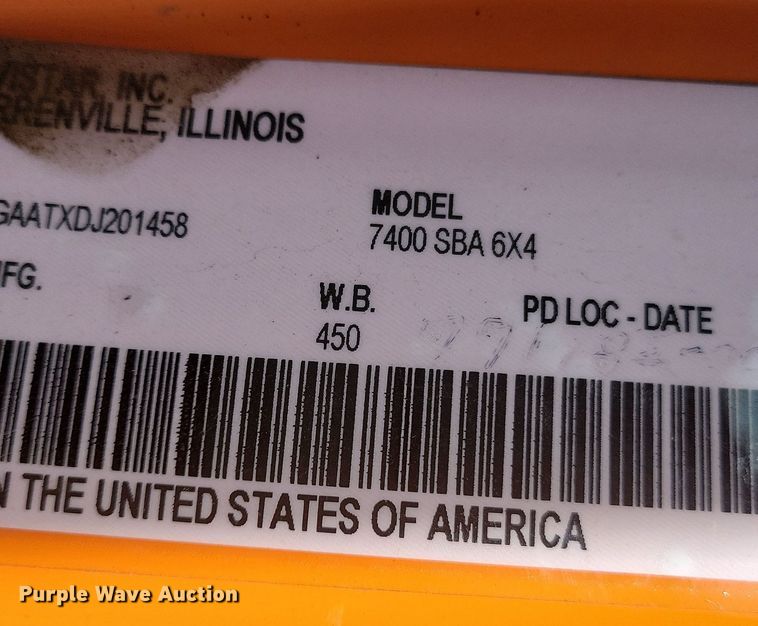 VISTAR, INC.
RRENVILLE, ILLINOIS
GAATXDJ201458
MODEL
7400 SBA 6X4
FG.
W.B.
450
PD LOC - DATE
N THE UNITED STATES OF AMERICA
Purple Wave Auction